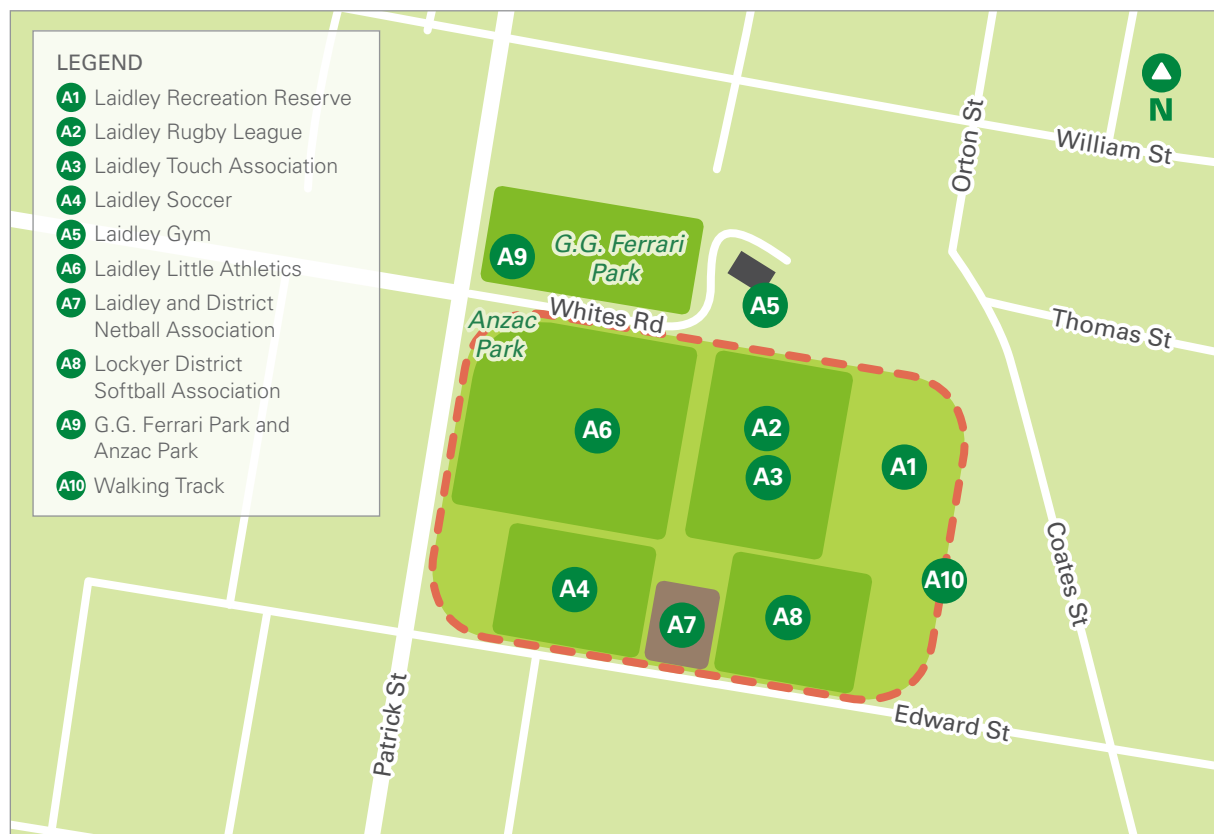 LEGEND
A1 Laidley Recreation Reserve
A2 Laidley Rugby League
A3 Laidley Touch Association
A4 Laidley Soccer
A5 Laidley Gym
A6 Laidley Little Athletics
A7 Laidley and District
Netball Association
A8 Lockyer District
Softball Association
A9 G.G. Ferrari Park and
Anzac Park
A10 Walking Track
N
Orton St
William St
A9
G.G. Ferrari
Park
A5
Whites Rd
Anzac
Park
Thomas St
A6
A2
A3
A1
A10
Coates St
A4
A7
A8
Patrick St
Edward St